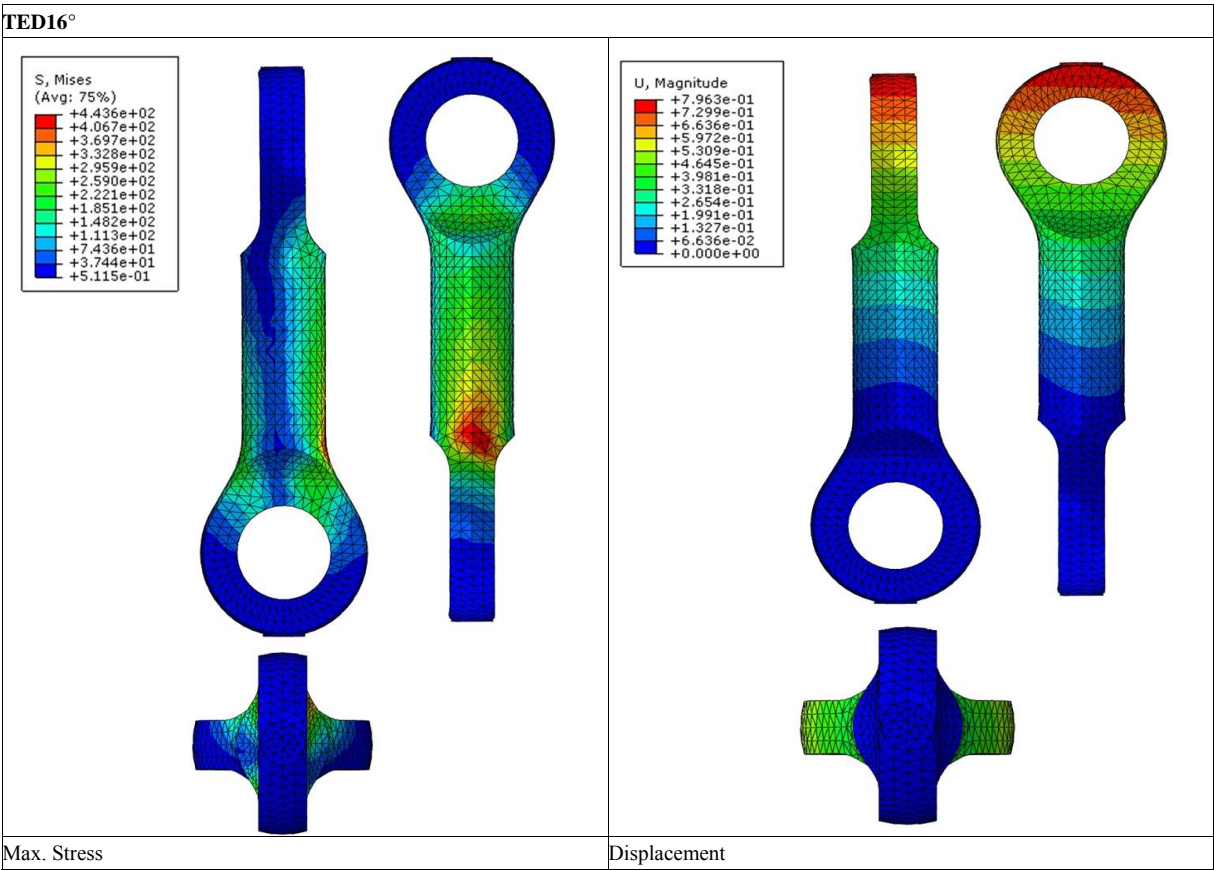 TED16°
S, Mises
(Avg: 75%)
+4.436e+02
+4.067e+02
+3.697e+02
+3.328e+02
+2.959e+02
+2.590e+02
+2.221e+02
+1.851e+02
+1.482e+02
+1.113e+02
+7.436e+01
+3.744e+01
+5.115e-01
U, Magnitude
+7.963e-01
+7.299e-01
+6.636e-01
+5.972e-01
+5.309e-01
+4.645e-01
+3.981e-01
+3.318e-01
+2.654e-01
+1.991e-01
+1.327e-01
+6.636e-02
+0.000e+00
Max. Stress
Displacement